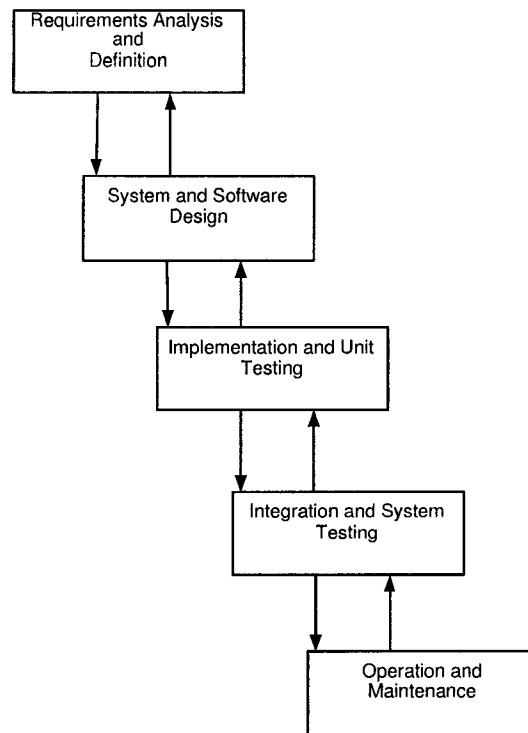 Requirements Analysis
and
Definition
System and Software
Design
Implementation and Unit
Testing
Integration and System
Testing
Operation and
Maintenance